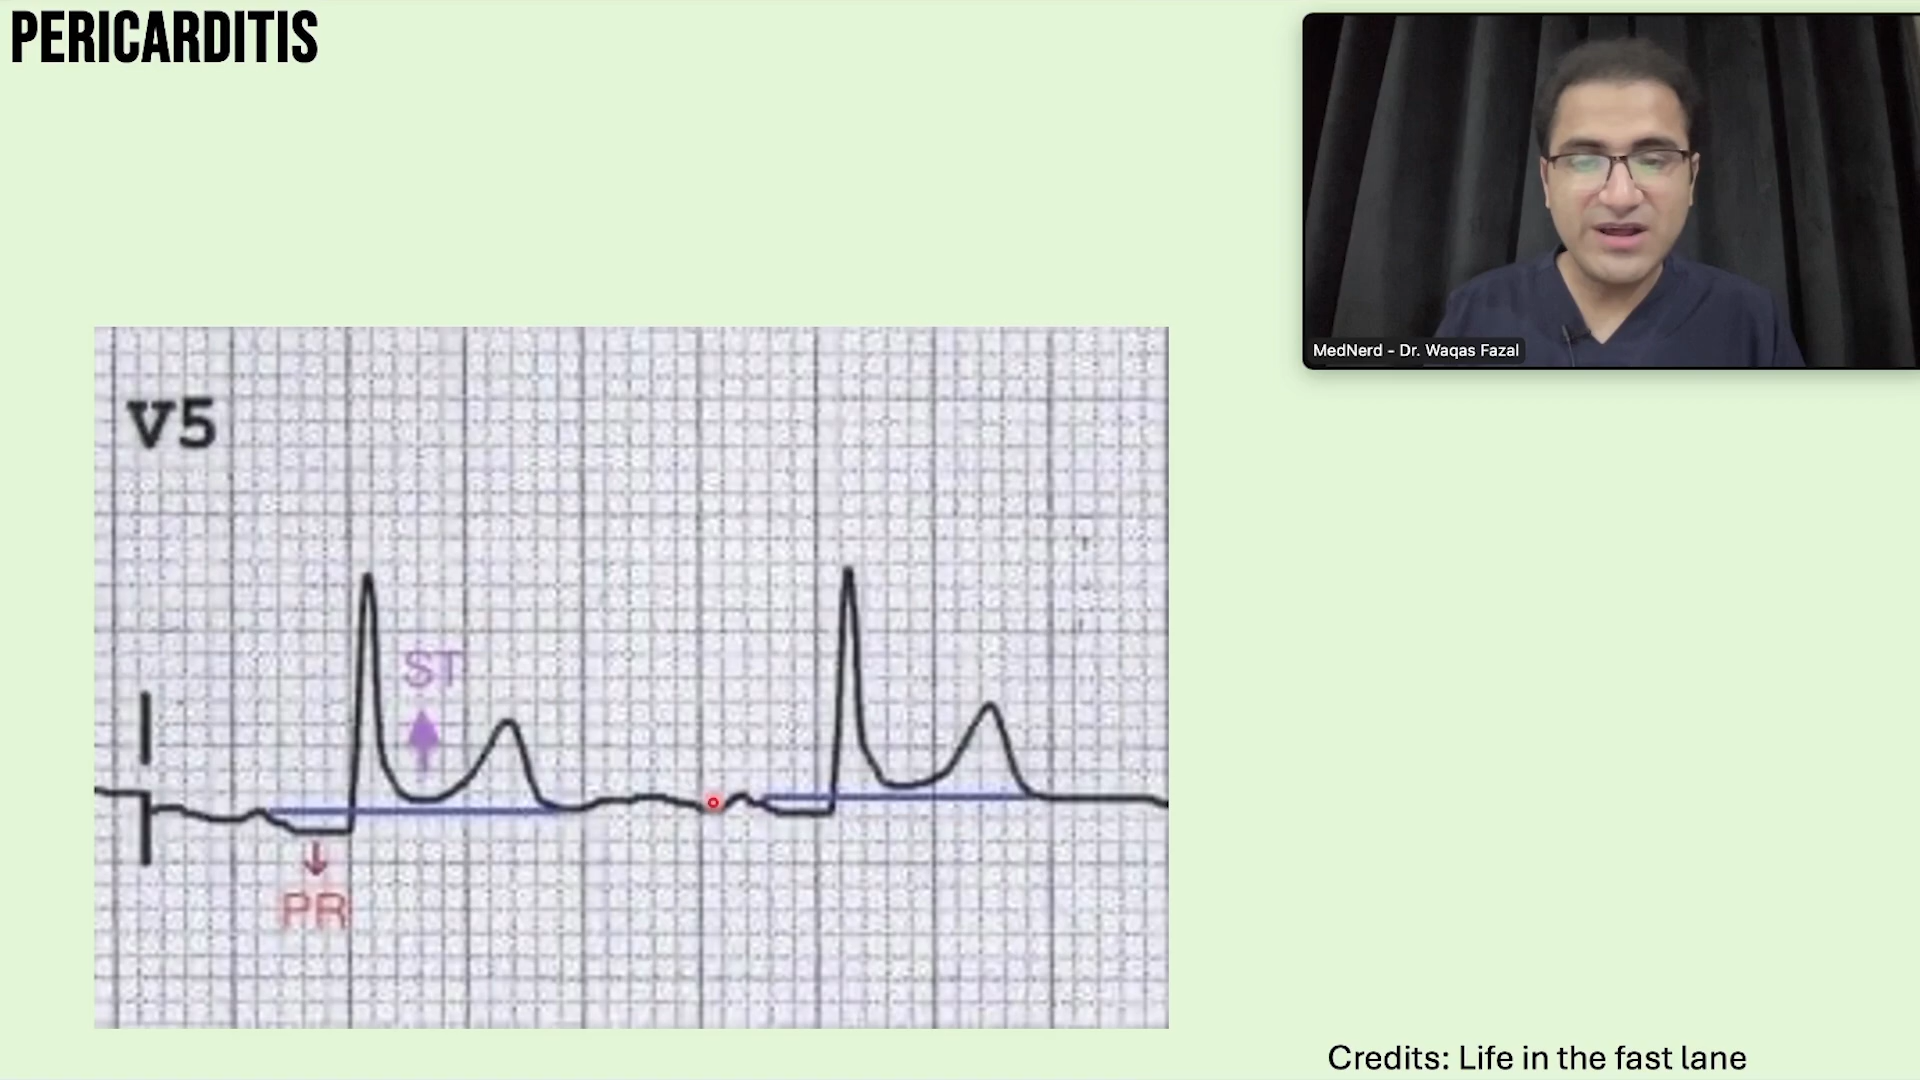 PERICARDITIS
MedNerd - Dr. Waqas Fazal
V5
ST
PR
Credits: Life in the fast lane